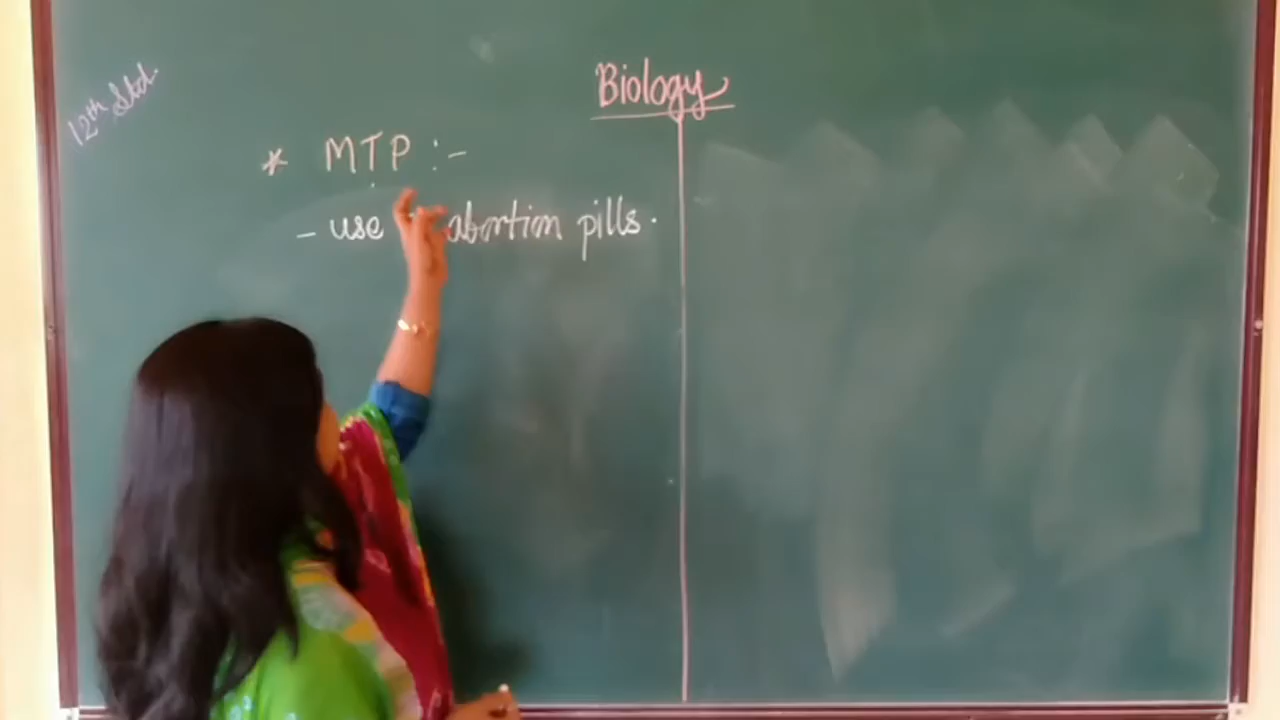 12th Std.
Biology
* MTP :-
- use abortion pills.